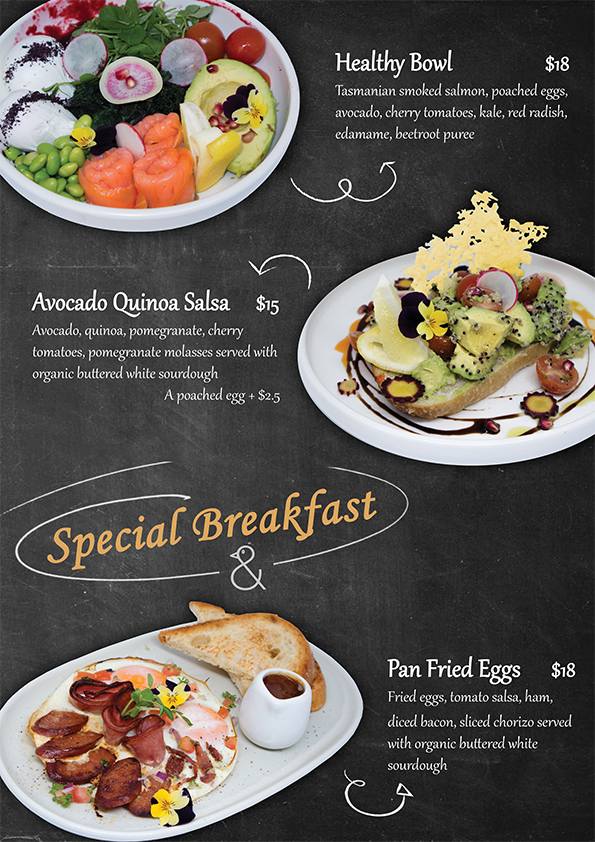 Healthy Bowl $18
Tasmanian smoked salmon, poached eggs,
avocado, cherry tomatoes, kale, red radish,
edamame, beetroot puree
Avocado Quinoa Salsa $15
Avocado, quinoa, pomegranate, cherry
tomatoes, pomegranate molasses served with
organic buttered white sourdough
A poached egg + $2.5
Special Breakfast
&
Pan Fried Eggs $18
Fried eggs, tomato salsa, ham,
diced bacon, sliced chorizo served
with organic buttered white
sourdough